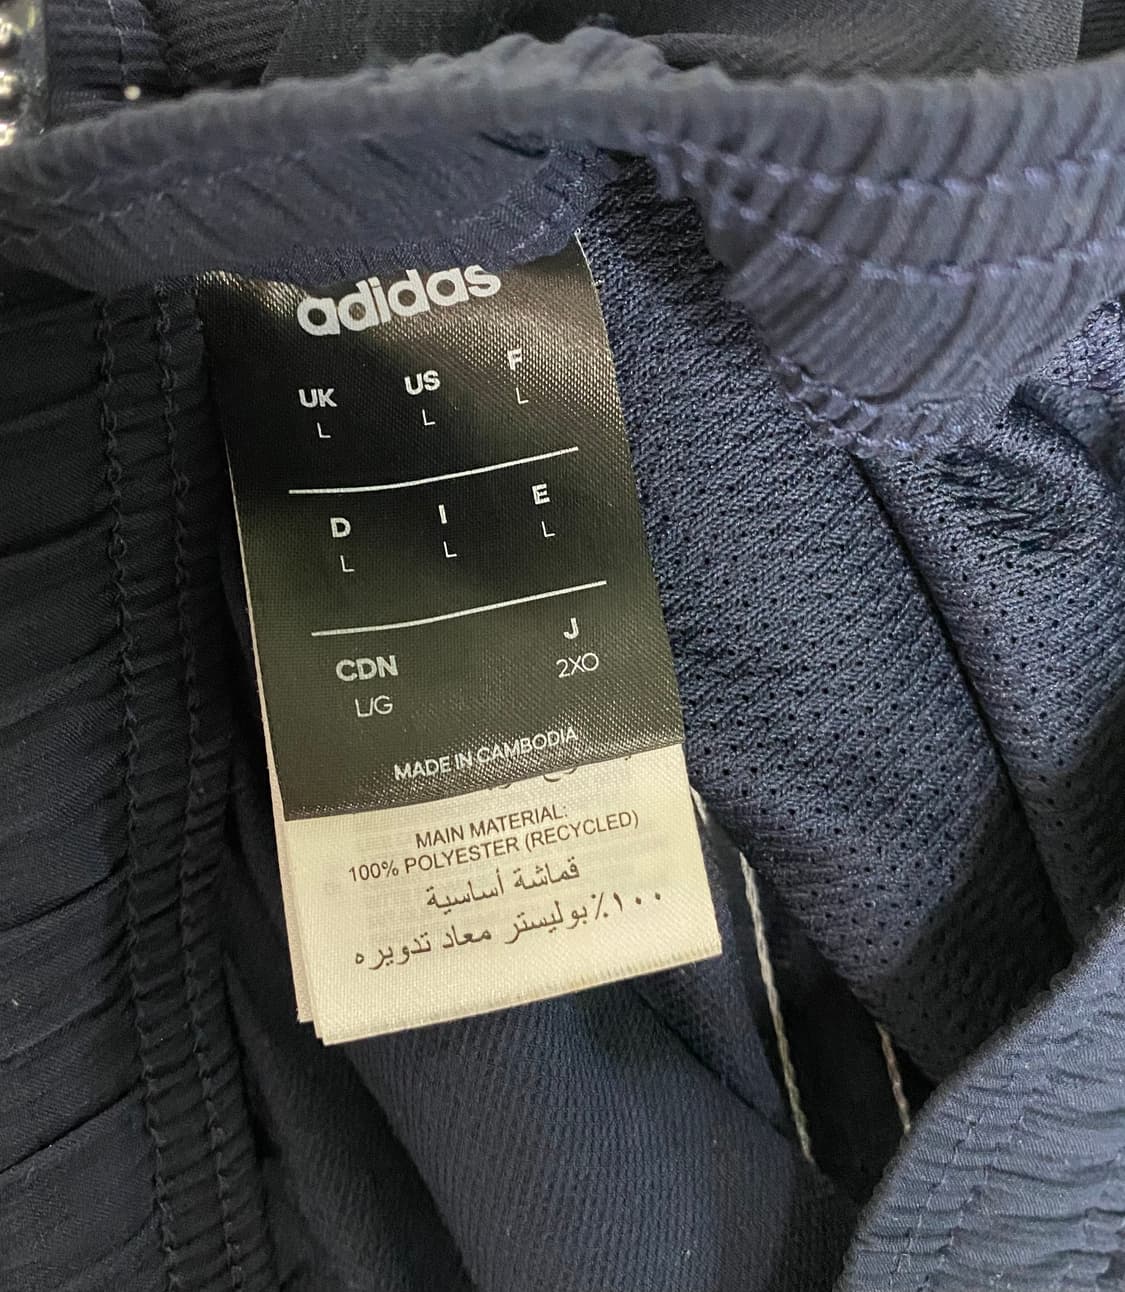 adidas
UK US F
L L L
D I E
L L L
CDN J
L/G 2XO
MADE IN CAMBODIA
MAIN MATERIAL:
100% POLYESTER (RECYCLED)
قماشة أساسية
١٠٠٪ بوليستر معاد تدويره